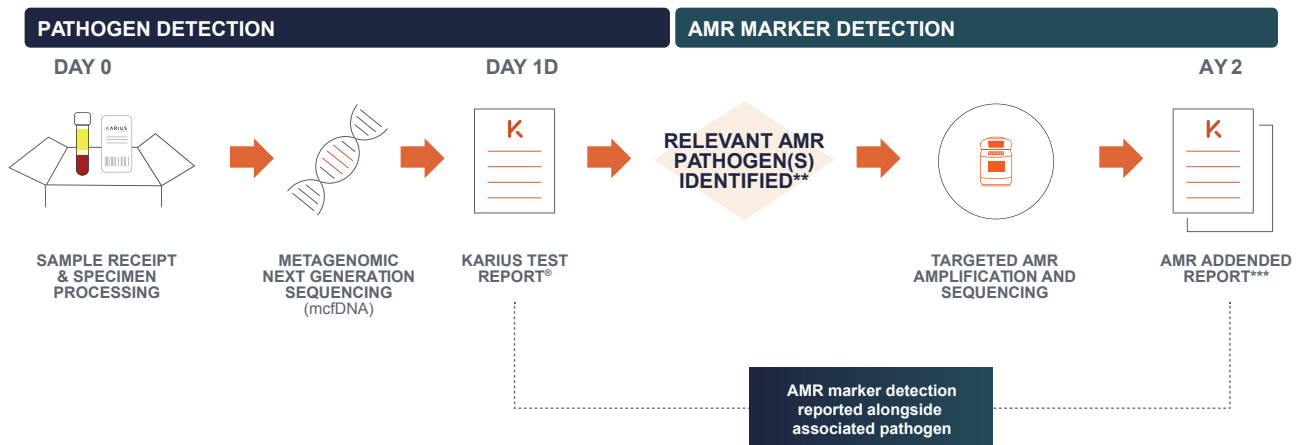 PATHOGEN DETECTION
AMR MARKER DETECTION
DAY 0
DAY 1D
AY 2
KARIUS
K
RELEVANT AMR
PATHOGEN(S)
IDENTIFIED**
K
SAMPLE RECEIPT
& SPECIMEN
PROCESSING
METAGENOMIC
NEXT GENERATION
SEQUENCING
(mcfDNA)
KARIUS TEST
REPORT®
TARGETED AMR
AMPLIFICATION AND
SEQUENCING
AMR ADDENDED
REPORT***
AMR marker detection
reported alongside
associated pathogen